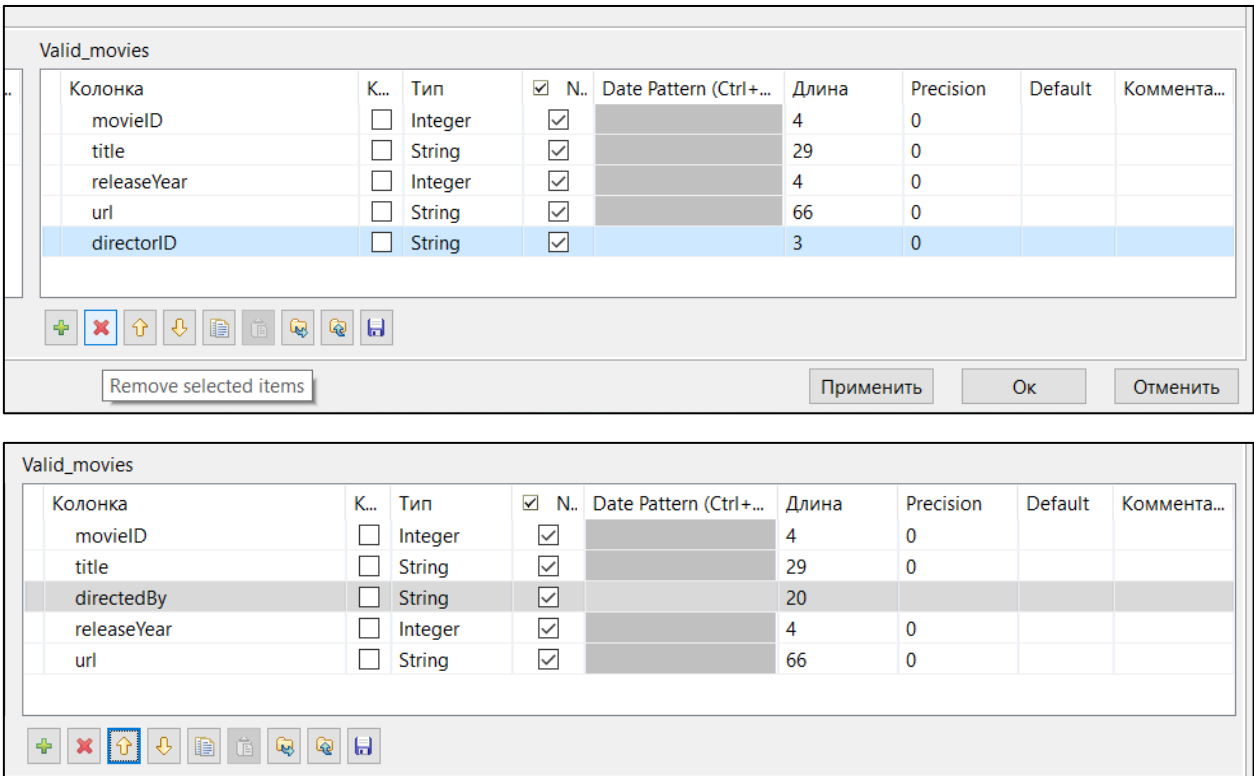 Valid_movies
.. Колонка К... Тип N.. Date Pattern (Ctrl+... Длина Precision Default Коммента...
movieID Integer 4 0
title String 29 0
releaseYear Integer 4 0
url String 66 0
directorID String 3 0
Remove selected items Применить Ок Отменить
Valid_movies
Колонка К... Тип N.. Date Pattern (Ctrl+... Длина Precision Default Коммента...
movieID Integer 4 0
title String 29 0
directedBy String 20
releaseYear Integer 4 0
url String 66 0